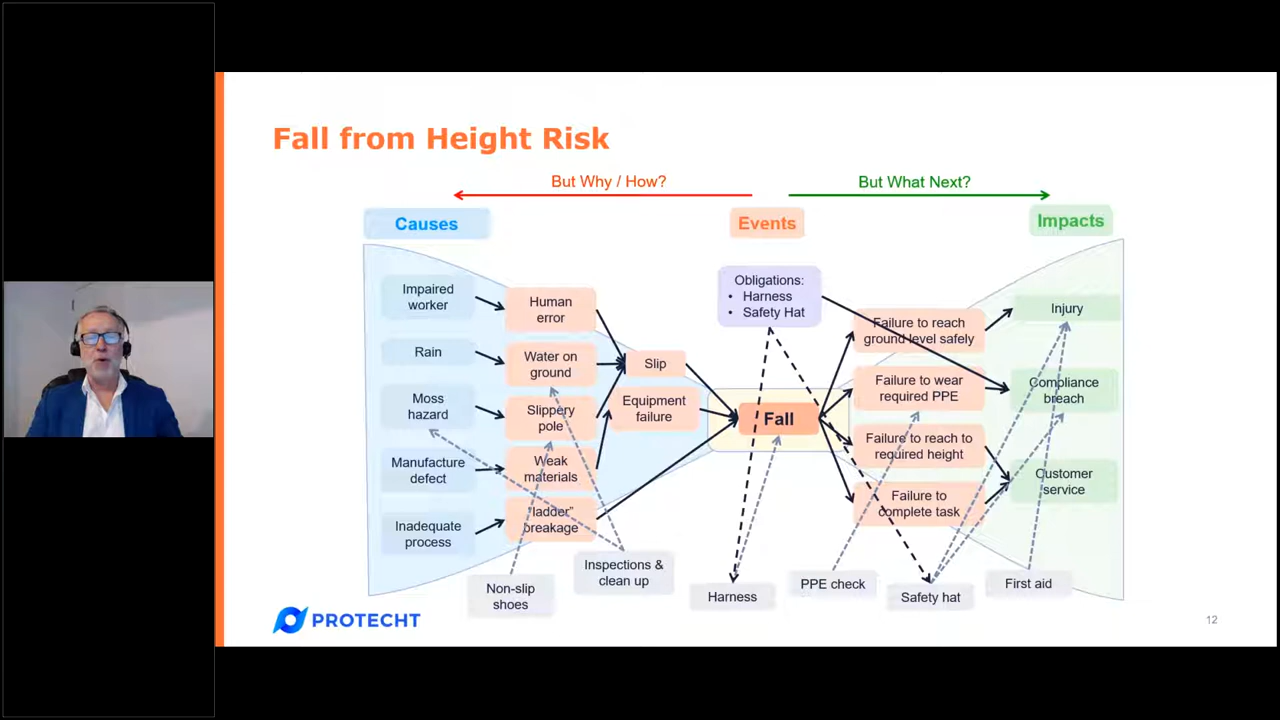 Fall from Height Risk
But Why / How?
But What Next?
Causes
Events
Impacts
Impaired
worker
Rain
Moss
hazard
Manufacture
defect
Inadequate
process
Human
error
Water on
ground
Slippery
pole
Weak
materials
"ladder"
breakage
Slip
Equipment
failure
Obligations:
• Harness
• Safety Hat
Fall
Failure to reach
ground level safely
Failure to wear
required PPE
Failure to reach to
required height
Failure to
complete task
Injury
Compliance
breach
Customer
service
Non-slip
shoes
Inspections &
clean up
Harness
PPE check
Safety hat
First aid
PROTECHT
12